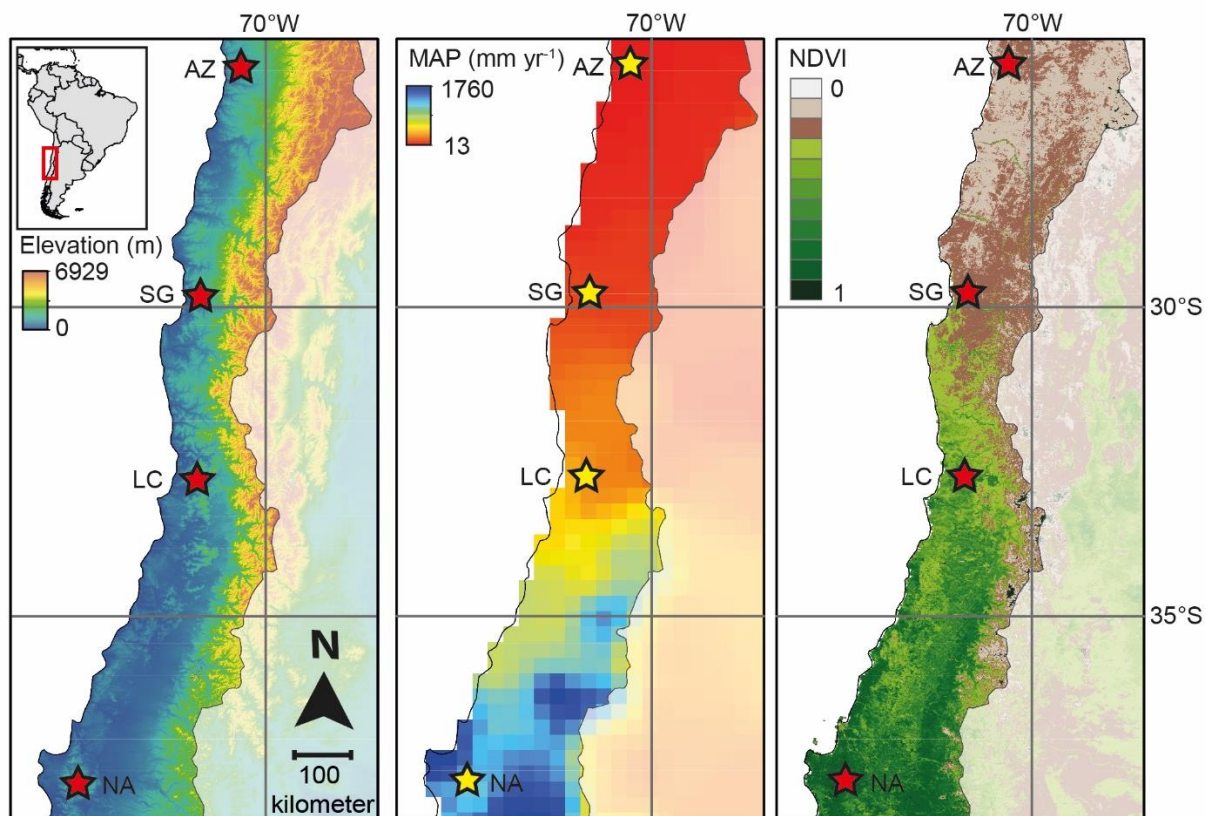 70°W
70°W
70°W
AZ
Elevation (m)
6929
0
SG
LC
NA
N
100
kilometer
MAP (mm yr⁻¹)
1760
13
AZ
SG
LC
NA
NDVI
0
1
AZ
SG
LC
NA
30°S
35°S